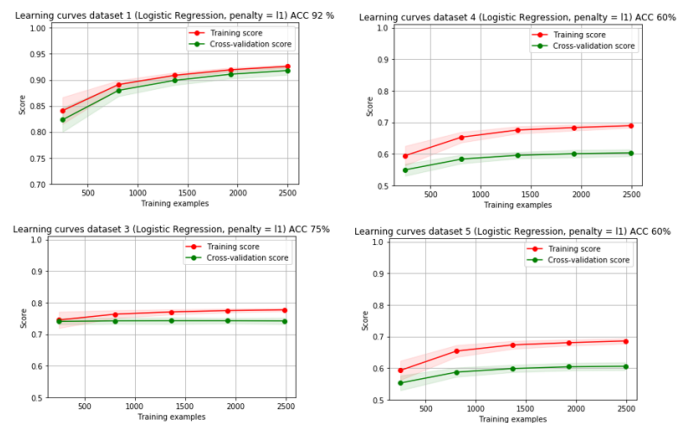 Learning curves dataset 1 (Logistic Regression, penalty = l1) ACC 92 %
1.00
0.95
0.90
0.85
0.80
0.75
0.70
Score
Training score
Cross-validation score
500
1000
1500
2000
2500
Training examples
Learning curves dataset 4 (Logistic Regression, penalty = l1) ACC 60%
1.0
0.9
0.8
0.7
0.6
0.5
Score
Training score
Cross-validation score
500
1000
1500
2000
2500
Training examples
Learning curves dataset 3 (Logistic Regression, penalty = l1) ACC 75%
1.0
0.9
0.8
0.7
0.6
0.5
Score
Training score
Cross-validation score
500
1000
1500
2000
2500
Training examples
Learning curves dataset 5 (Logistic Regression, penalty = l1) ACC 60%
1.0
0.9
0.8
0.7
0.6
0.5
Score
Training score
Cross-validation score
500
1000
1500
2000
2500
Training examples